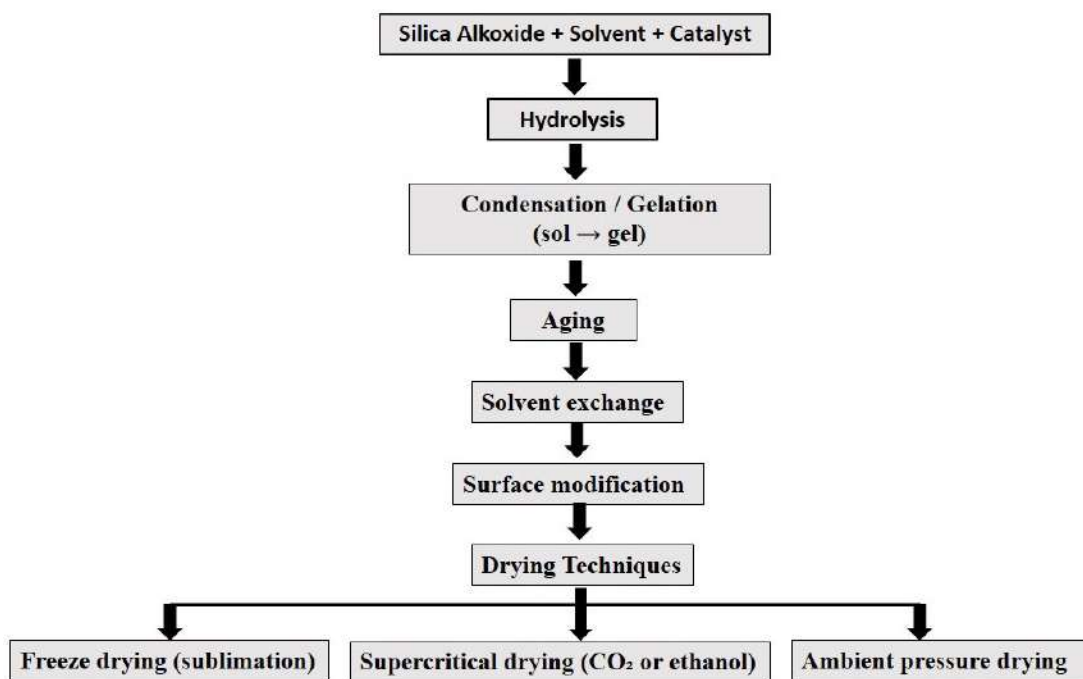 Silica Alkoxide + Solvent + Catalyst
Hydrolysis
Condensation / Gelation
(sol → gel)
Aging
Solvent exchange
Surface modification
Drying Techniques
Freeze drying (sublimation)
Supercritical drying (CO₂ or ethanol)
Ambient pressure drying